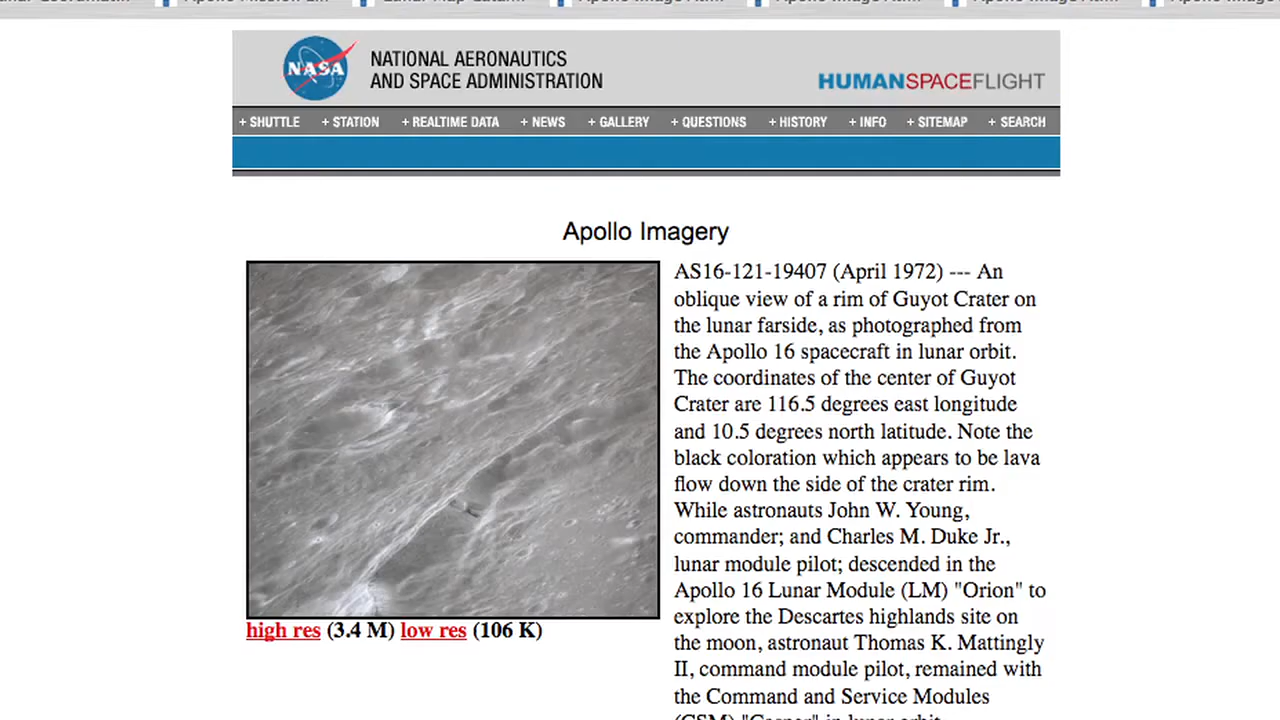 NASA
NATIONAL AERONAUTICS
AND SPACE ADMINISTRATION
HUMANSPACEFLIGHT
+ SHUTTLE + STATION + REALTIME DATA + NEWS + GALLERY + QUESTIONS + HISTORY + INFO + SITEMAP + SEARCH
Apollo Imagery
AS16-121-19407 (April 1972) --- An
oblique view of a rim of Guyot Crater on
the lunar farside, as photographed from
the Apollo 16 spacecraft in lunar orbit.
The coordinates of the center of Guyot
Crater are 116.5 degrees east longitude
and 10.5 degrees north latitude. Note the
black coloration which appears to be lava
flow down the side of the crater rim.
While astronauts John W. Young,
commander; and Charles M. Duke Jr.,
lunar module pilot; descended in the
Apollo 16 Lunar Module (LM) "Orion" to
explore the Descartes highlands site on
the moon, astronaut Thomas K. Mattingly
II, command module pilot, remained with
the Command and Service Modules
(CSM) "Casper" in lunar orbit.
high res (3.4 M) low res (106 K)